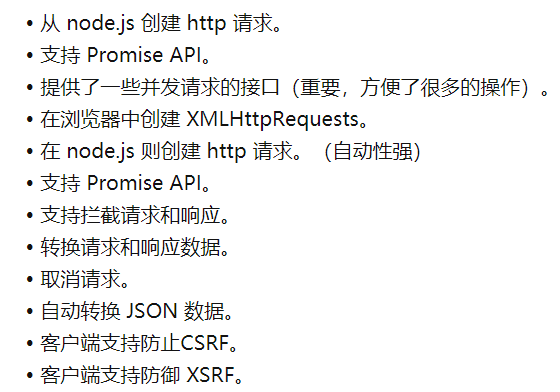 • 从 node.js 创建 http 请求。
• 支持 Promise API。
• 提供了一些并发请求的接口（重要，方便了很多的操作）。
• 在浏览器中创建 XMLHttpRequests。
• 在 node.js 则创建 http 请求。（自动性强）
• 支持 Promise API。
• 支持拦截请求和响应。
• 转换请求和响应数据。
• 取消请求。
• 自动转换 JSON 数据。
• 客户端支持防止CSRF。
• 客户端支持防御 XSRF。